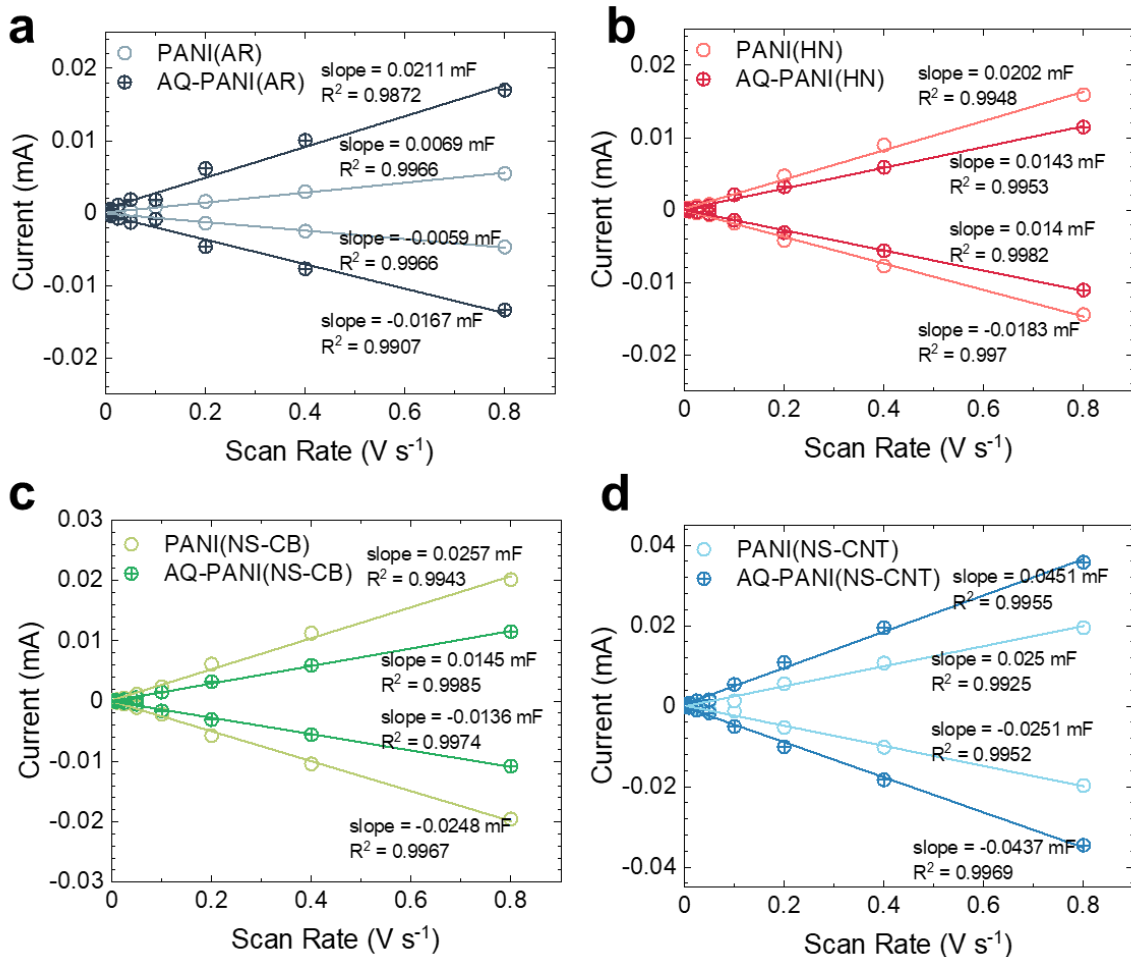 a
PANI(AR)
AQ-PANI(AR)
slope = 0.0211 mF
R² = 0.9872
slope = 0.0069 mF
R² = 0.9966
slope = -0.0059 mF
R² = 0.9966
slope = -0.0167 mF
R² = 0.9907
0.02
0.01
0
-0.01
-0.02
Current (mA)
0
0.2
0.4
0.6
0.8
Scan Rate (V s⁻¹)
b
PANI(HN)
AQ-PANI(HN)
slope = 0.0202 mF
R² = 0.9948
slope = 0.0143 mF
R² = 0.9953
slope = 0.014 mF
R² = 0.9982
slope = -0.0183 mF
R² = 0.997
0.02
0.01
0
-0.01
-0.02
Current (mA)
0
0.2
0.4
0.6
0.8
Scan Rate (V s⁻¹)
c
PANI(NS-CB)
AQ-PANI(NS-CB)
slope = 0.0257 mF
R² = 0.9943
slope = 0.0145 mF
R² = 0.9985
slope = -0.0136 mF
R² = 0.9974
slope = -0.0248 mF
R² = 0.9967
0.03
0.02
0.01
0
-0.01
-0.02
-0.03
Current (mA)
0
0.2
0.4
0.6
0.8
Scan Rate (V s⁻¹)
d
PANI(NS-CNT)
AQ-PANI(NS-CNT)
slope = 0.0451 mF
R² = 0.9955
slope = 0.025 mF
R² = 0.9925
slope = -0.0251 mF
R² = 0.9952
slope = -0.0437 mF
R² = 0.9969
0.04
0.02
0
-0.02
-0.04
Current (mA)
0
0.2
0.4
0.6
0.8
Scan Rate (V s⁻¹)